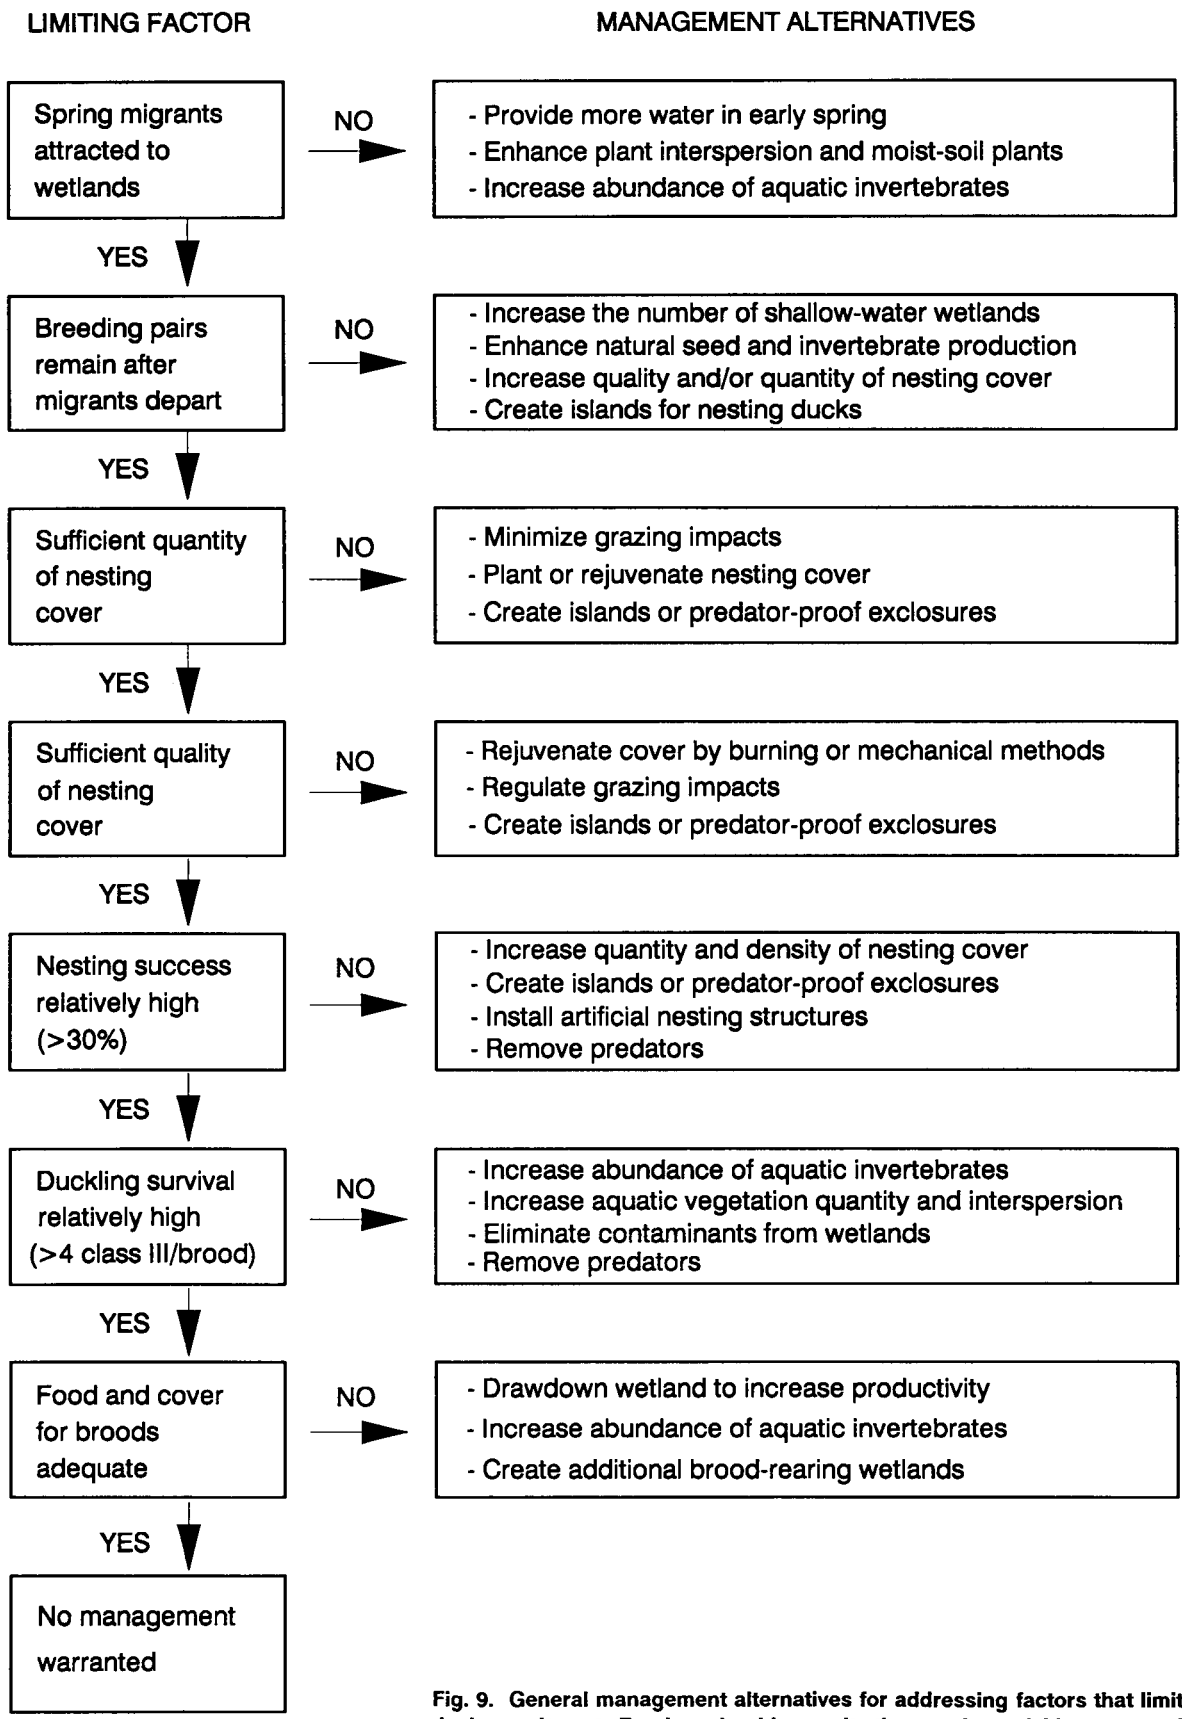 LIMITING FACTOR
MANAGEMENT ALTERNATIVES
Spring migrants
attracted to
wetlands
NO
- Provide more water in early spring
- Enhance plant interspersion and moist-soil plants
- Increase abundance of aquatic invertebrates
YES
Breeding pairs
remain after
migrants depart
NO
- Increase the number of shallow-water wetlands
- Enhance natural seed and invertebrate production
- Increase quality and/or quantity of nesting cover
- Create islands for nesting ducks
YES
Sufficient quantity
of nesting
cover
NO
- Minimize grazing impacts
- Plant or rejuvenate nesting cover
- Create islands or predator-proof exclosures
YES
Sufficient quality
of nesting
cover
NO
- Rejuvenate cover by burning or mechanical methods
- Regulate grazing impacts
- Create islands or predator-proof exclosures
YES
Nesting success
relatively high
(>30%)
NO
- Increase quantity and density of nesting cover
- Create islands or predator-proof exclosures
- Install artificial nesting structures
- Remove predators
YES
Duckling survival
relatively high
(>4 class III/brood)
NO
- Increase abundance of aquatic invertebrates
- Increase aquatic vegetation quantity and interspersion
- Eliminate contaminants from wetlands
- Remove predators
YES
Food and cover
for broods
adequate
NO
- Drawdown wetland to increase productivity
- Increase abundance of aquatic invertebrates
- Create additional brood-rearing wetlands
YES
No management
warranted
Fig. 9. General management alternatives for addressing factors that limit